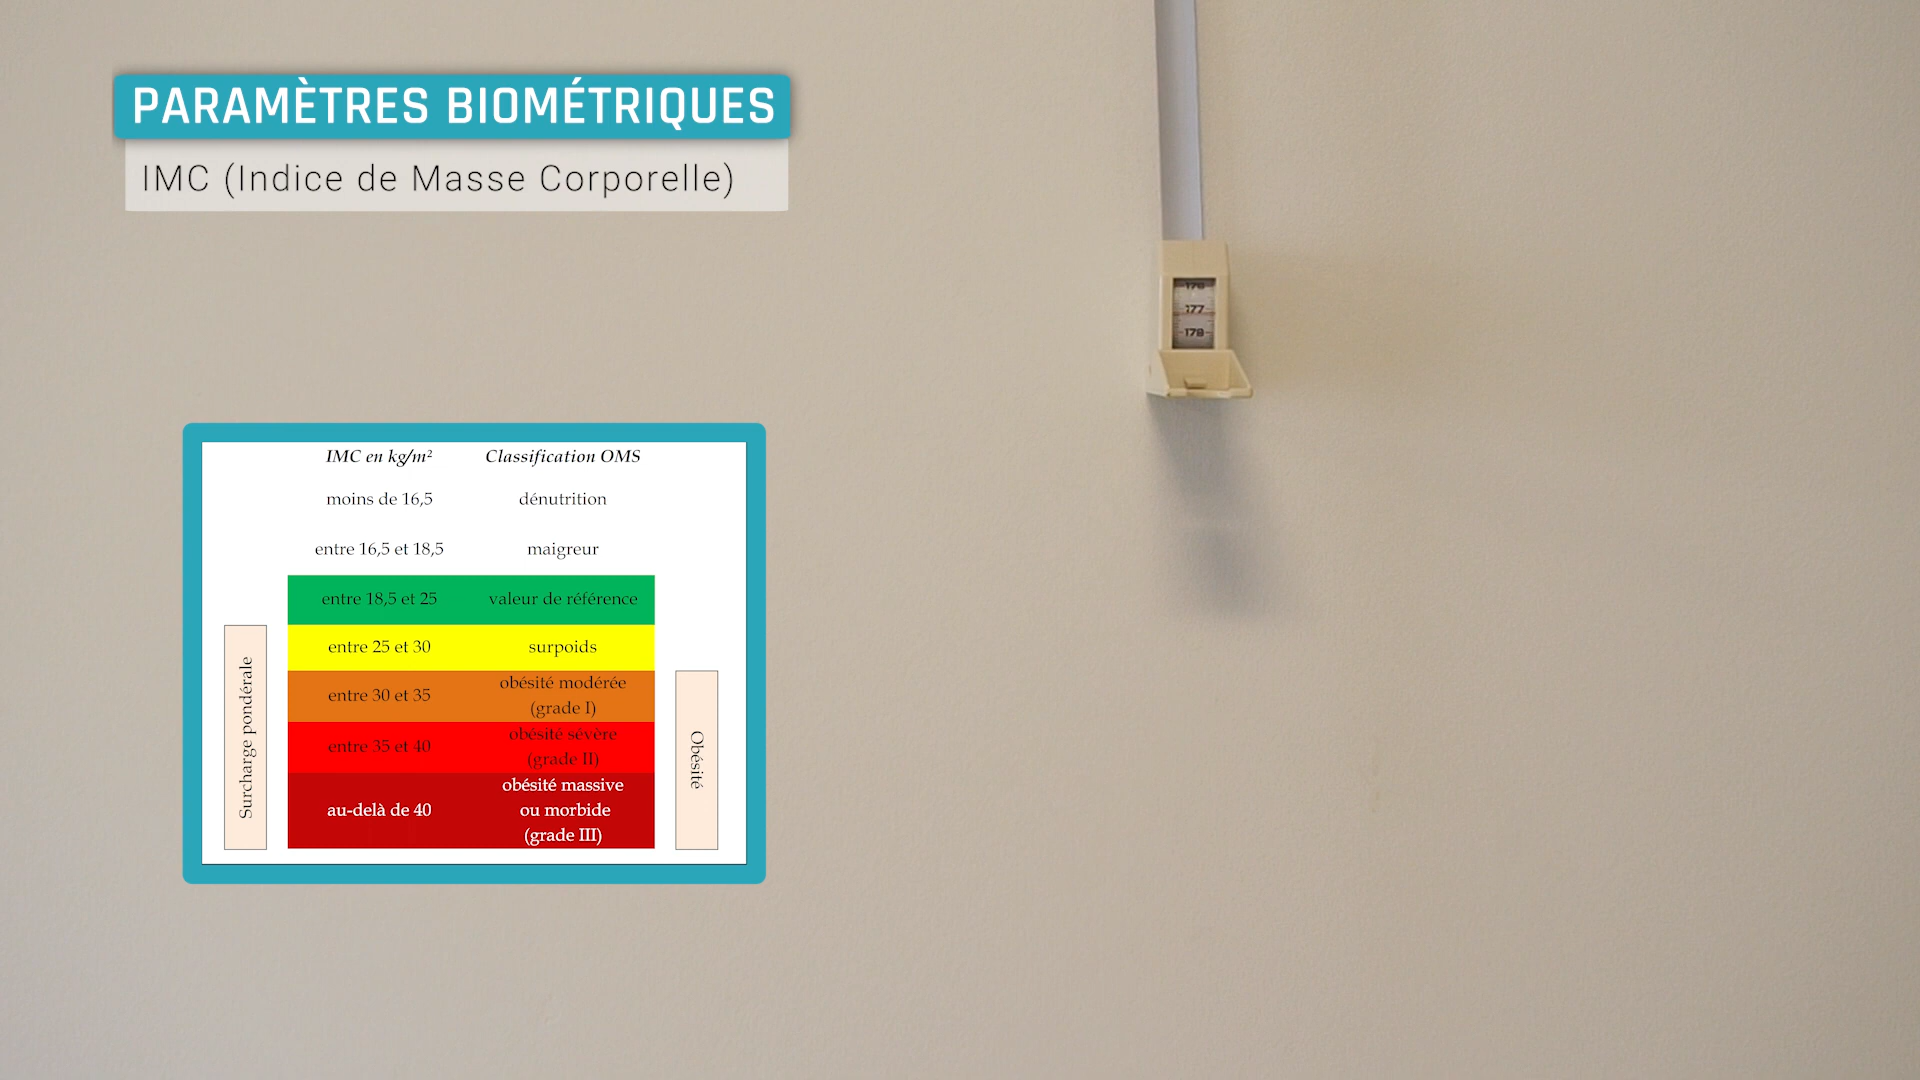 PARAMÈTRES BIOMÉTRIQUES
IMC (Indice de Masse Corporelle)
IMC en kg/m² Classification OMS
moins de 16,5 dénutrition
entre 16,5 et 18,5 maigreur
entre 18,5 et 25 valeur de référence
entre 25 et 30 surpoids
entre 30 et 35 obésité modérée
(grade I)
entre 35 et 40 obésité sévère
(grade II)
au-delà de 40 obésité massive
ou morbide
(grade III)
Surcharge pondérale
Obésité
176
177
178